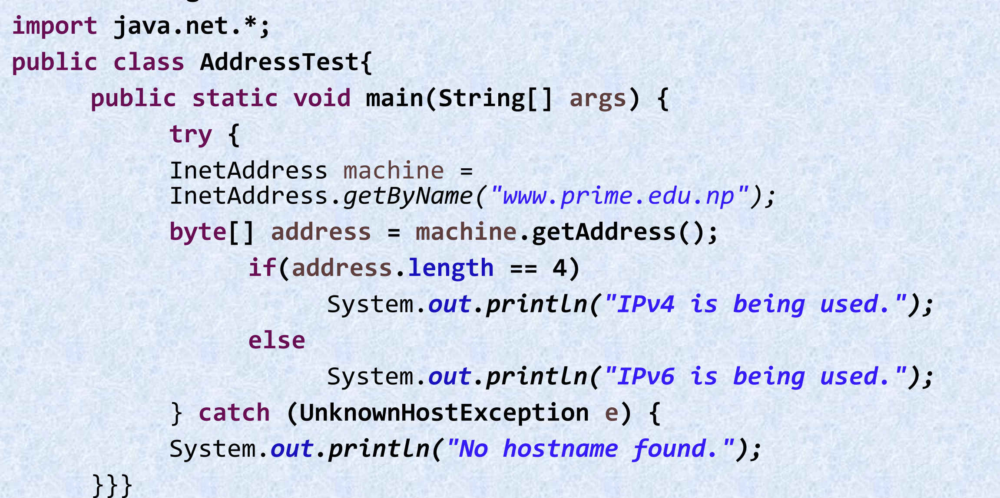 import java.net.*;
public class AddressTest{
public static void main(String[] args) {
try {
InetAddress machine =
InetAddress.getByName("www.prime.edu.np");
byte[] address = machine.getAddress();
if(address.length == 4)
System.out.println("IPv4 is being used.");
else
System.out.println("IPv6 is being used.");
} catch (UnknownHostException e) {
System.out.println("No hostname found.");
}}}